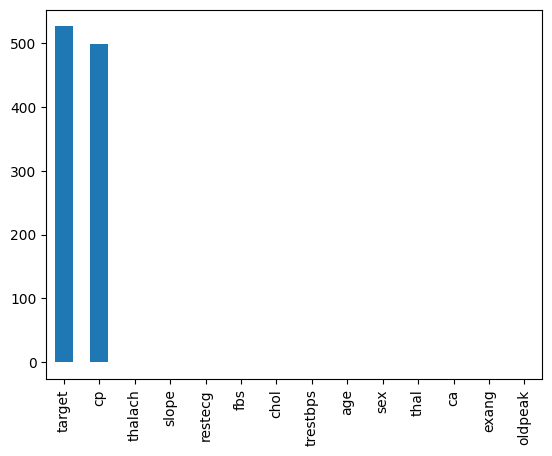 500
400
300
200
100
0
target
cp
thalach
slope
restecg
fbs
chol
trestbps
age
sex
thal
ca
exang
oldpeak